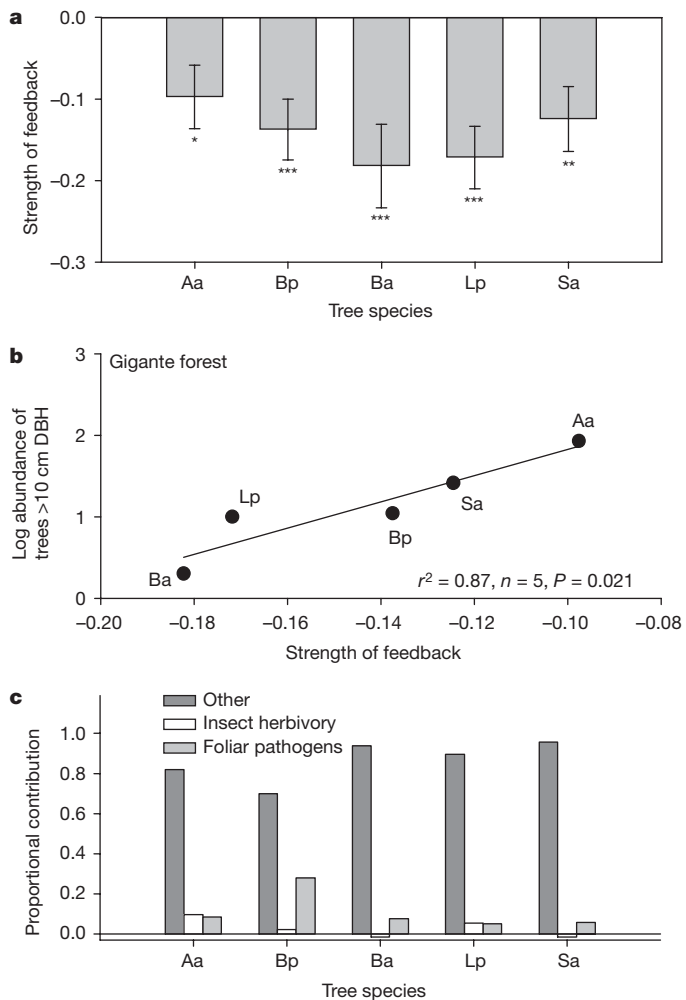 a
0.0
–0.1
–0.2
–0.3
Strength of feedback
*
***
***
***
**
Aa Bp Ba Lp Sa
Tree species
b
Gigante forest
3
2
1
0
Log abundance of
trees >10 cm DBH
Aa
Lp
Sa
Bp
Ba
r² = 0.87, n = 5, P = 0.021
–0.20 –0.18 –0.16 –0.14 –0.12 –0.10 –0.08
Strength of feedback
c
Other
Insect herbivory
Foliar pathogens
1.0
0.8
0.6
0.4
0.2
0.0
Proportional contribution
Aa Bp Ba Lp Sa
Tree species